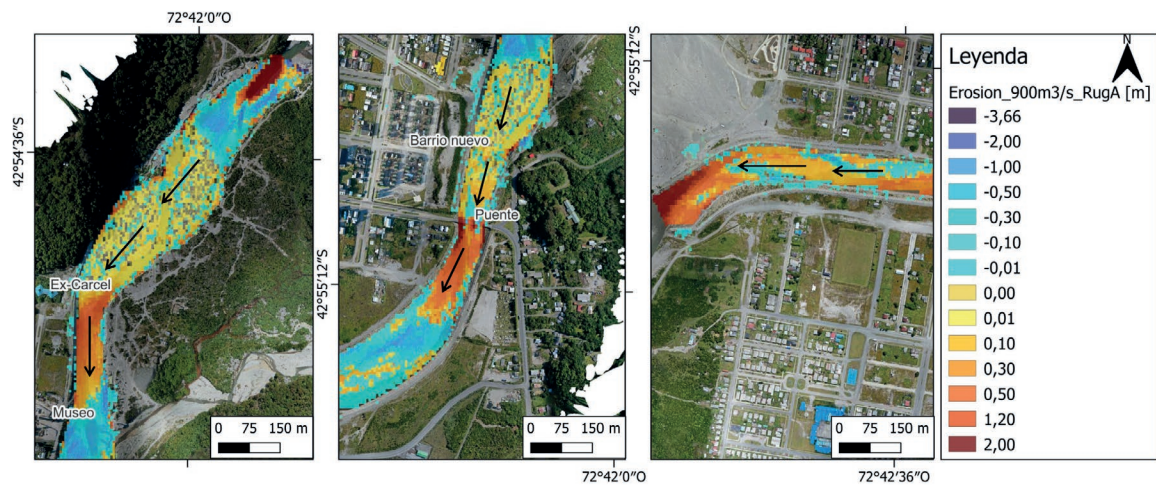 72°42'0"O
42°54'36"S
Ex-Carcel
Museo
0 75 150 m
42°55'12"S
Barrio nuevo
Puente
0 75 150 m
72°42'0"O
42°55'12"S
0 75 150 m
72°42'36"O
N
Leyenda
Erosion_900m3/s_RugA [m]
-3,66
-2,00
-1,00
-0,50
-0,30
-0,10
-0,01
0,00
0,01
0,10
0,30
0,50
1,20
2,00